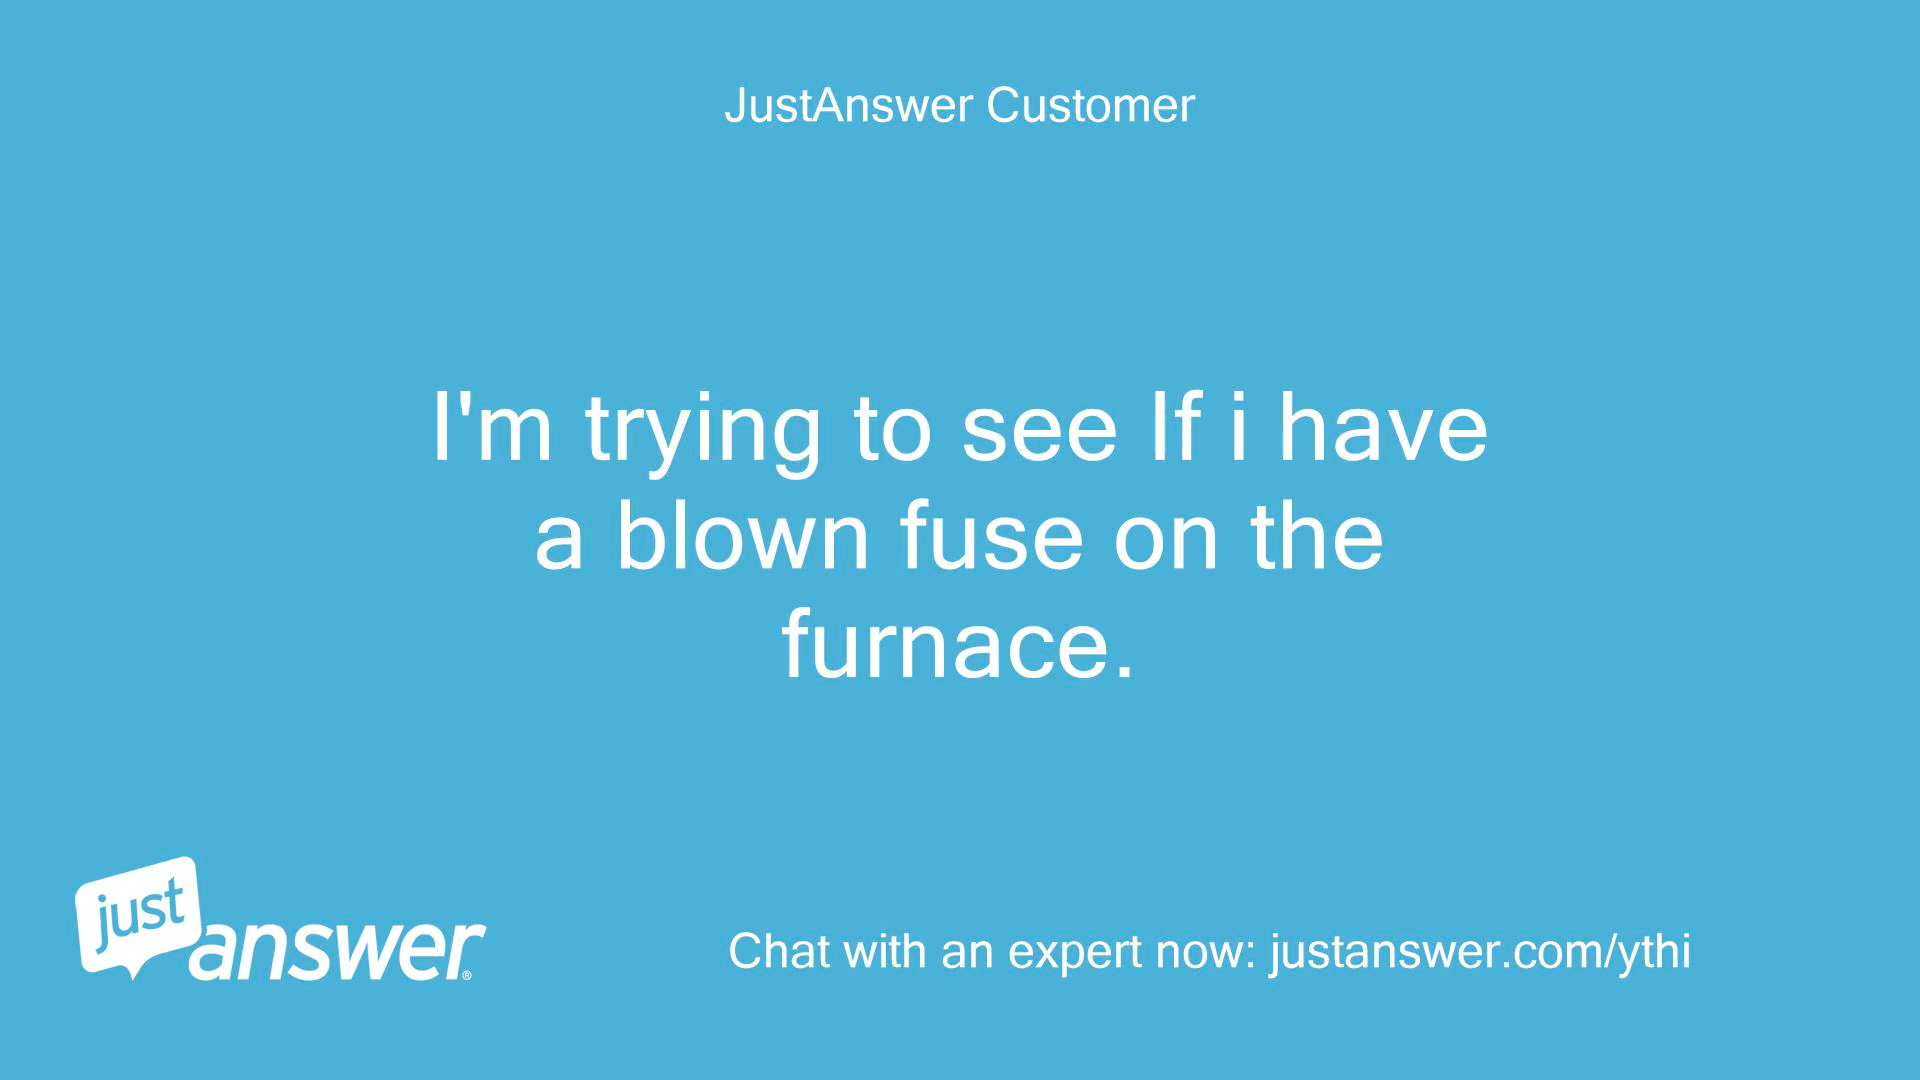 JustAnswer Customer
I'm trying to see If i have
a blown fuse on the
furnace.
just
answer®
Chat with an expert now: justanswer.com/ythi